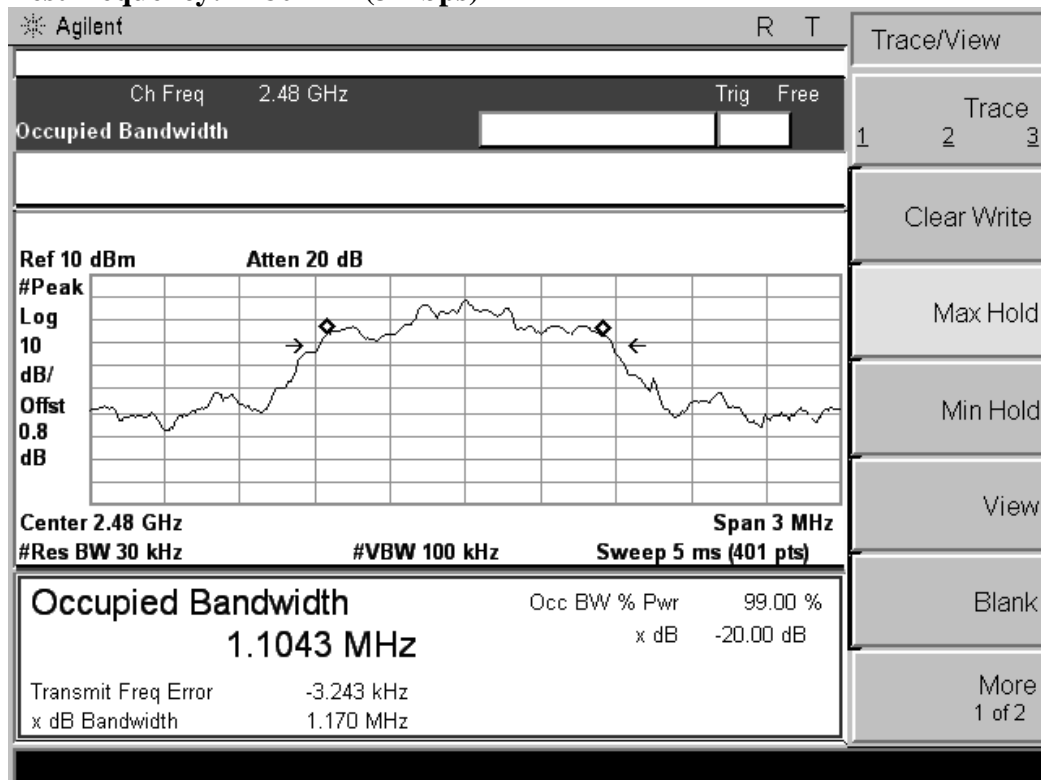 Agilent R T
Trace/View
Ch Freq 2.48 GHz Trig Free
Occupied Bandwidth
Trace
1 2 3
Clear Write
Ref 10 dBm Atten 20 dB
#Peak
Log
10
dB/
Offst
0.8
dB
Max Hold
Min Hold
Center 2.48 GHz Span 3 MHz
#Res BW 30 kHz #VBW 100 kHz Sweep 5 ms (401 pts)
View
Occupied Bandwidth Occ BW % Pwr 99.00 %
1.1043 MHz x dB -20.00 dB
Transmit Freq Error -3.243 kHz
x dB Bandwidth 1.170 MHz
Blank
More
1 of 2